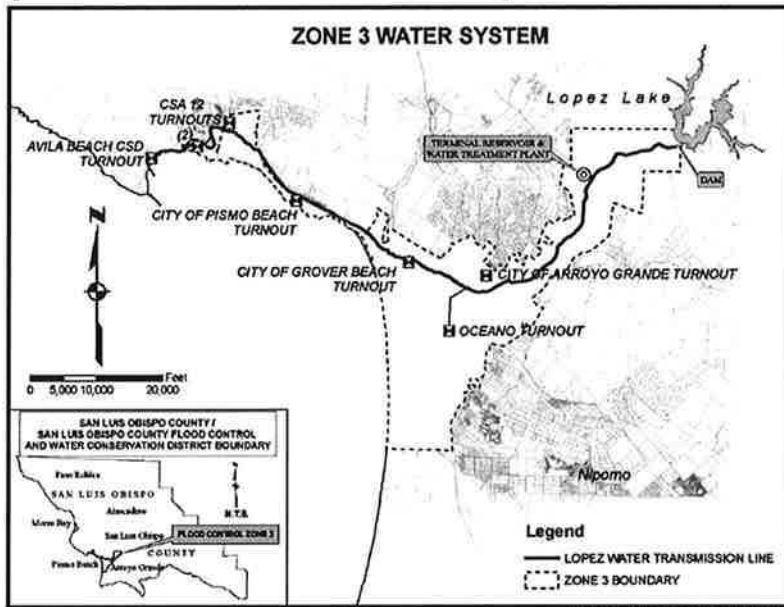 ZONE 3 WATER SYSTEM
Lopez Lake
CSA 12
TURNOUTS
(2)
AVILA BEACH CSD
TURNOUT
TERMINAL RESERVOIR &
WATER TREATMENT PLANT
DAM
CITY OF PISMO BEACH
TURNOUT
CITY OF GROVER BEACH
TURNOUT
CITY OF ARROYO GRANDE TURNOUT
OCEANO TURNOUT
N
Feet
0 5,000 10,000 20,000
SAN LUIS OBISPO COUNTY /
SAN LUIS OBISPO COUNTY FLOOD CONTROL
AND WATER CONSERVATION DISTRICT BOUNDARY
Paso Robles
SAN LUIS OBISPO
Atascadero
Morro Bay
N.T.S.
San Luis Obispo
FLOOD CONTROL ZONE 3
COUNTY
Pismo Beach
Arroyo Grande
Nipomo
Legend
LOPEZ WATER TRANSMISSION LINE
ZONE 3 BOUNDARY